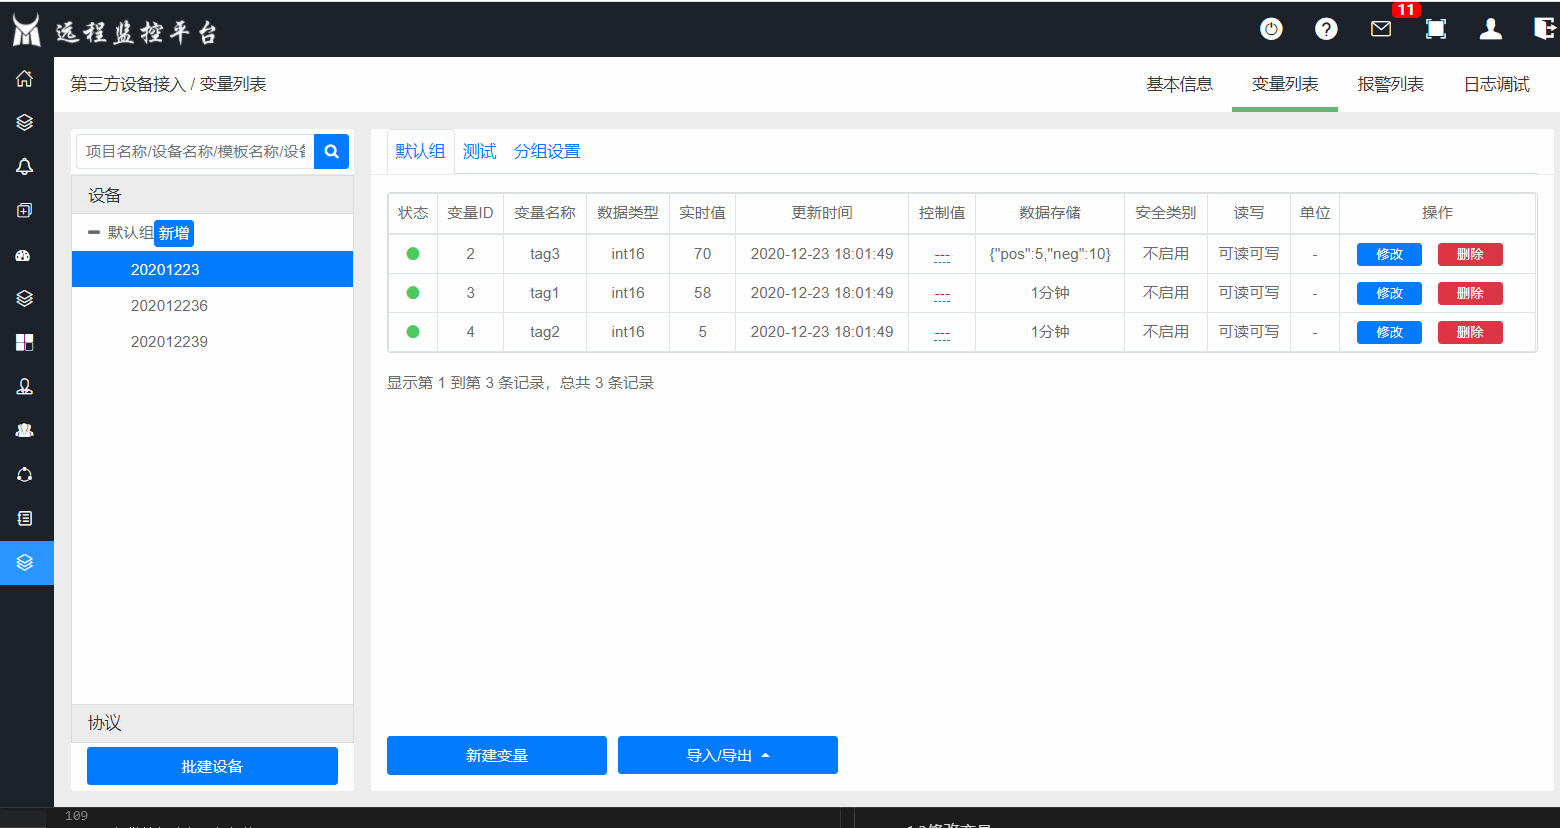 远程监控平台
11
第三方设备接入 / 变量列表
基本信息 变量列表 报警列表 日志调试
项目名称/设备名称/模板名称/设
设备
默认组 新增
20201223
202012236
202012239
协议
批建设备
默认组 测试 分组设置
状态 变量ID 变量名称 数据类型 实时值 更新时间 控制值 数据存储 安全类别 读写 单位 操作
2 tag3 int16 70 2020-12-23 18:01:49 --- {"pos":5,"neg":10} 不启用 可读可写 - 修改 删除
3 tag1 int16 58 2020-12-23 18:01:49 --- 1分钟 不启用 可读可写 - 修改 删除
4 tag2 int16 5 2020-12-23 18:01:49 --- 1分钟 不启用 可读可写 - 修改 删除
显示第 1 到第 3 条记录，总共 3 条记录
新建变量 导入/导出
109